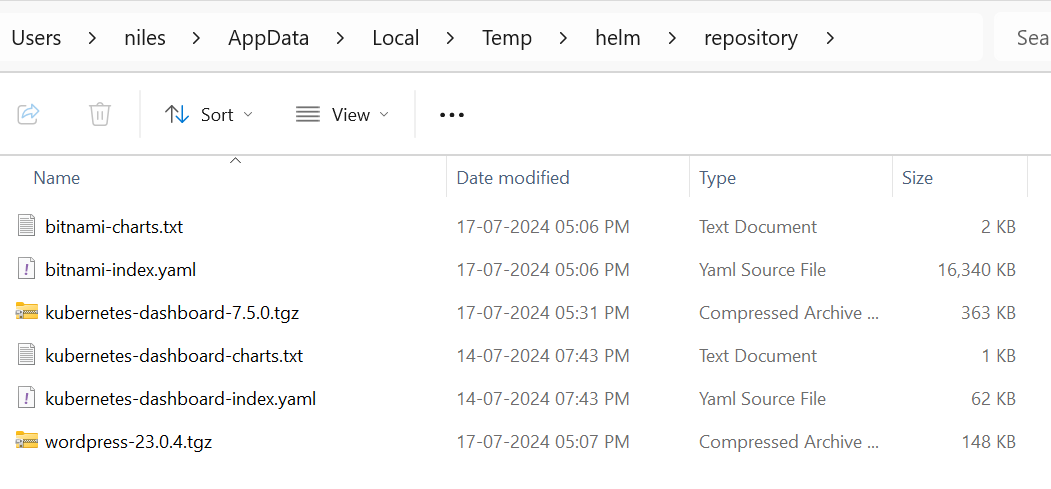 Users > niles > AppData > Local > Temp > helm > repository > Sea
Sort View ...
Name Date modified Type Size
bitnami-charts.txt 17-07-2024 05:06 PM Text Document 2 KB
bitnami-index.yaml 17-07-2024 05:06 PM Yaml Source File 16,340 KB
kubernetes-dashboard-7.5.0.tgz 17-07-2024 05:31 PM Compressed Archive ... 363 KB
kubernetes-dashboard-charts.txt 14-07-2024 07:43 PM Text Document 1 KB
kubernetes-dashboard-index.yaml 14-07-2024 07:43 PM Yaml Source File 62 KB
wordpress-23.0.4.tgz 17-07-2024 05:07 PM Compressed Archive ... 148 KB